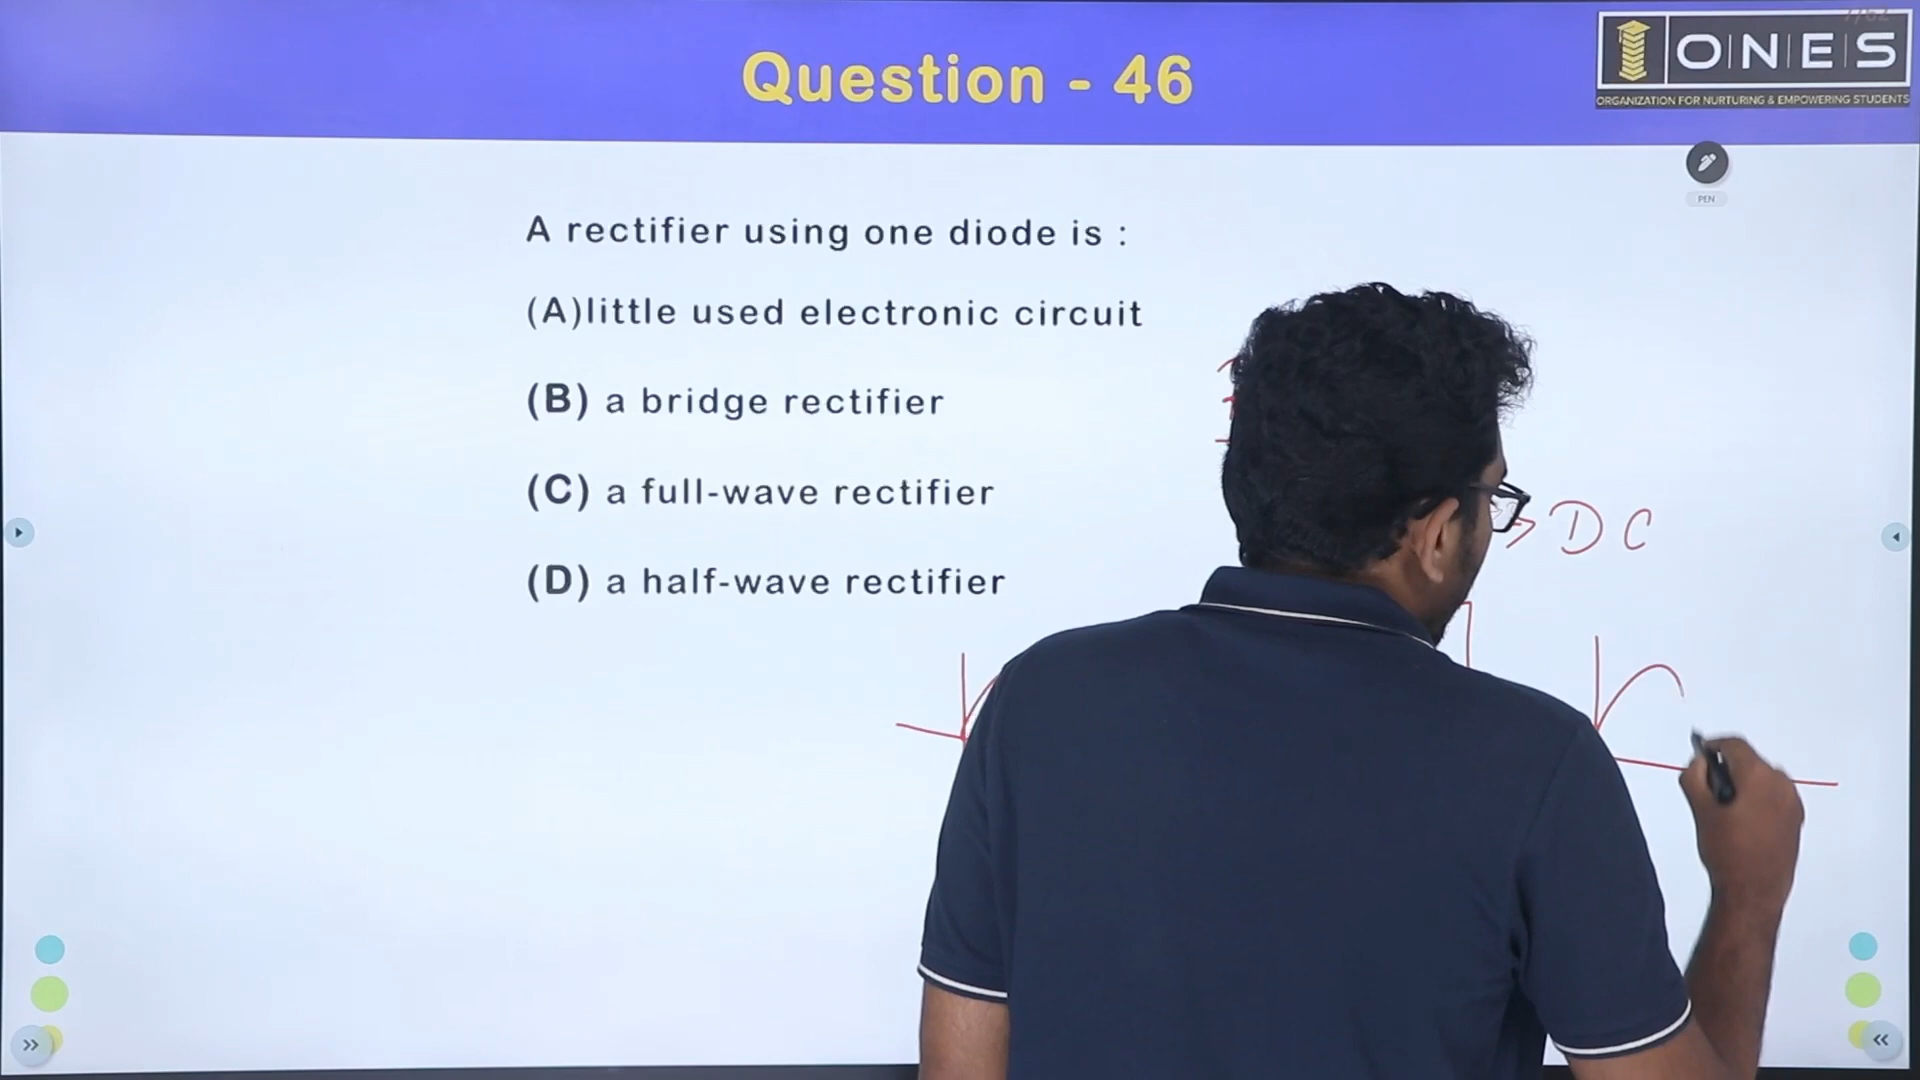 Question - 46
O|N|E|S
ORGANIZATION FOR NURTURING & EMPOWERING STUDENTS
PEN
A rectifier using one diode is :
(A)little used electronic circuit
(B) a bridge rectifier
(C) a full-wave rectifier
(D) a half-wave rectifier
DC